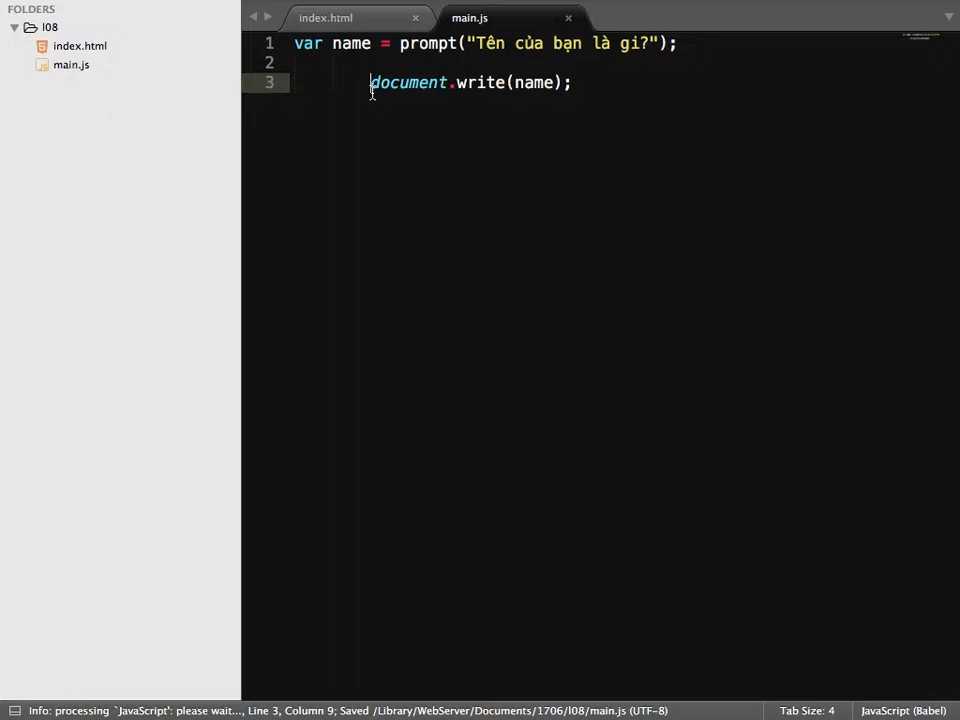 FOLDERS
l08
index.html
main.js
index.html
main.js
1 var name = prompt("Tên của bạn là gi?");
2
3 document.write(name);
Info: processing `JavaScript': please wait..., Line 3, Column 9; Saved /Library/WebServer/Documents/1706/l08/main.js (UTF-8)
Tab Size: 4
JavaScript (Babel)